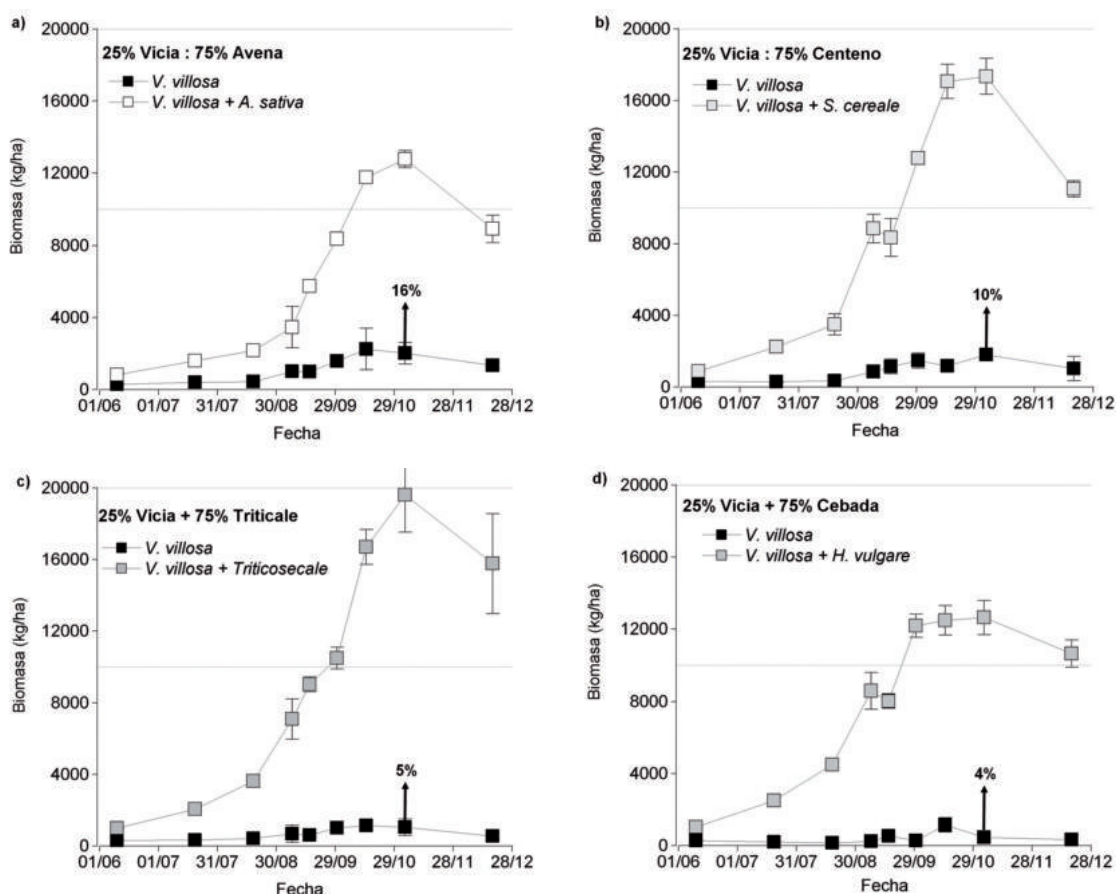 a)
25% Vicia : 75% Avena
V. villosa
V. villosa + A. sativa
16%
Biomasa (kg/ha)
20000
16000
12000
8000
4000
0
01/06 01/07 31/07 30/08 29/09 29/10 28/11 28/12
Fecha
b)
25% Vicia : 75% Centeno
V. villosa
V. villosa + S. cereale
10%
Biomasa (kg/ha)
20000
16000
12000
8000
4000
0
01/06 01/07 31/07 30/08 29/09 29/10 28/11 28/12
Fecha
c)
25% Vicia + 75% Triticale
V. villosa
V. villosa + Triticosecale
5%
Biomasa (kg/ha)
20000
16000
12000
8000
4000
0
01/06 01/07 31/07 30/08 29/09 29/10 28/11 28/12
Fecha
d)
25% Vicia + 75% Cebada
V. villosa
V. villosa + H. vulgare
4%
Biomasa (kg/ha)
20000
16000
12000
8000
4000
0
01/06 01/07 31/07 30/08 29/09 29/10 28/11 28/12
Fecha